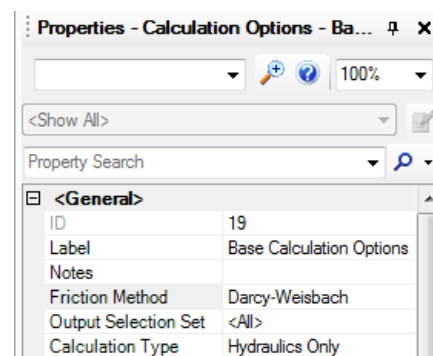 Properties - Calculation Options - Ba...
100%
<Show All>
Property Search
<General>
ID 19
Label Base Calculation Options
Notes
Friction Method Darcy-Weisbach
Output Selection Set <All>
Calculation Type Hydraulics Only